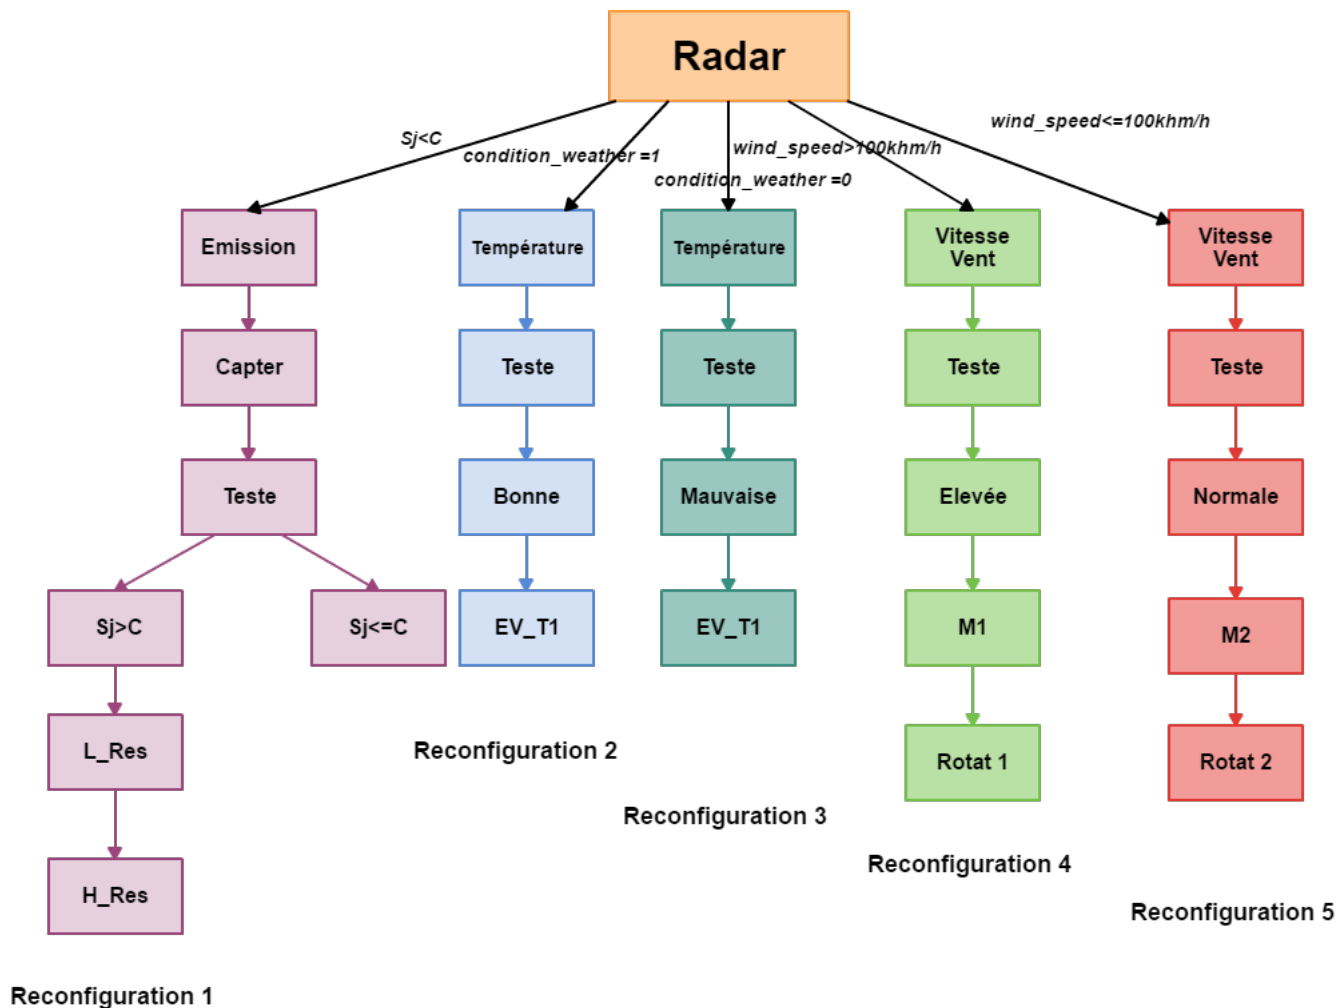 Radar
Sj<C
condition_weather =1
wind_speed>100khm/h
condition_weather =0
wind_speed<=100khm/h
Emission
Température
Température
Vitesse
Vent
Vitesse
Vent
Capter
Teste
Teste
Teste
Teste
Teste
Bonne
Mauvaise
Elevée
Normale
Sj>C
Sj<=C
EV_T1
EV_T1
M1
M2
L_Res
Rotat 1
Rotat 2
H_Res
Reconfiguration 2
Reconfiguration 3
Reconfiguration 4
Reconfiguration 5
Reconfiguration 1